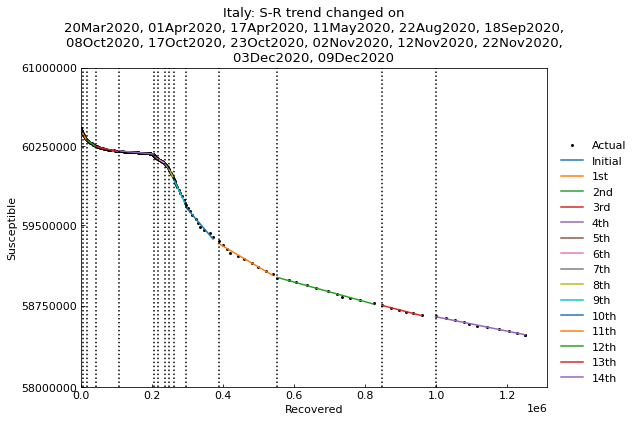 Italy: S-R trend changed on
20Mar2020, 01Apr2020, 17Apr2020, 11May2020, 22Aug2020, 18Sep2020,
08Oct2020, 17Oct2020, 23Oct2020, 02Nov2020, 12Nov2020, 22Nov2020,
03Dec2020, 09Dec2020
61000000
60250000
59500000
58750000
58000000
Susceptible
0.0 0.2 0.4 0.6 0.8 1.0 1.2
1e6
Recovered
Actual
Initial
1st
2nd
3rd
4th
5th
6th
7th
8th
9th
10th
11th
12th
13th
14th